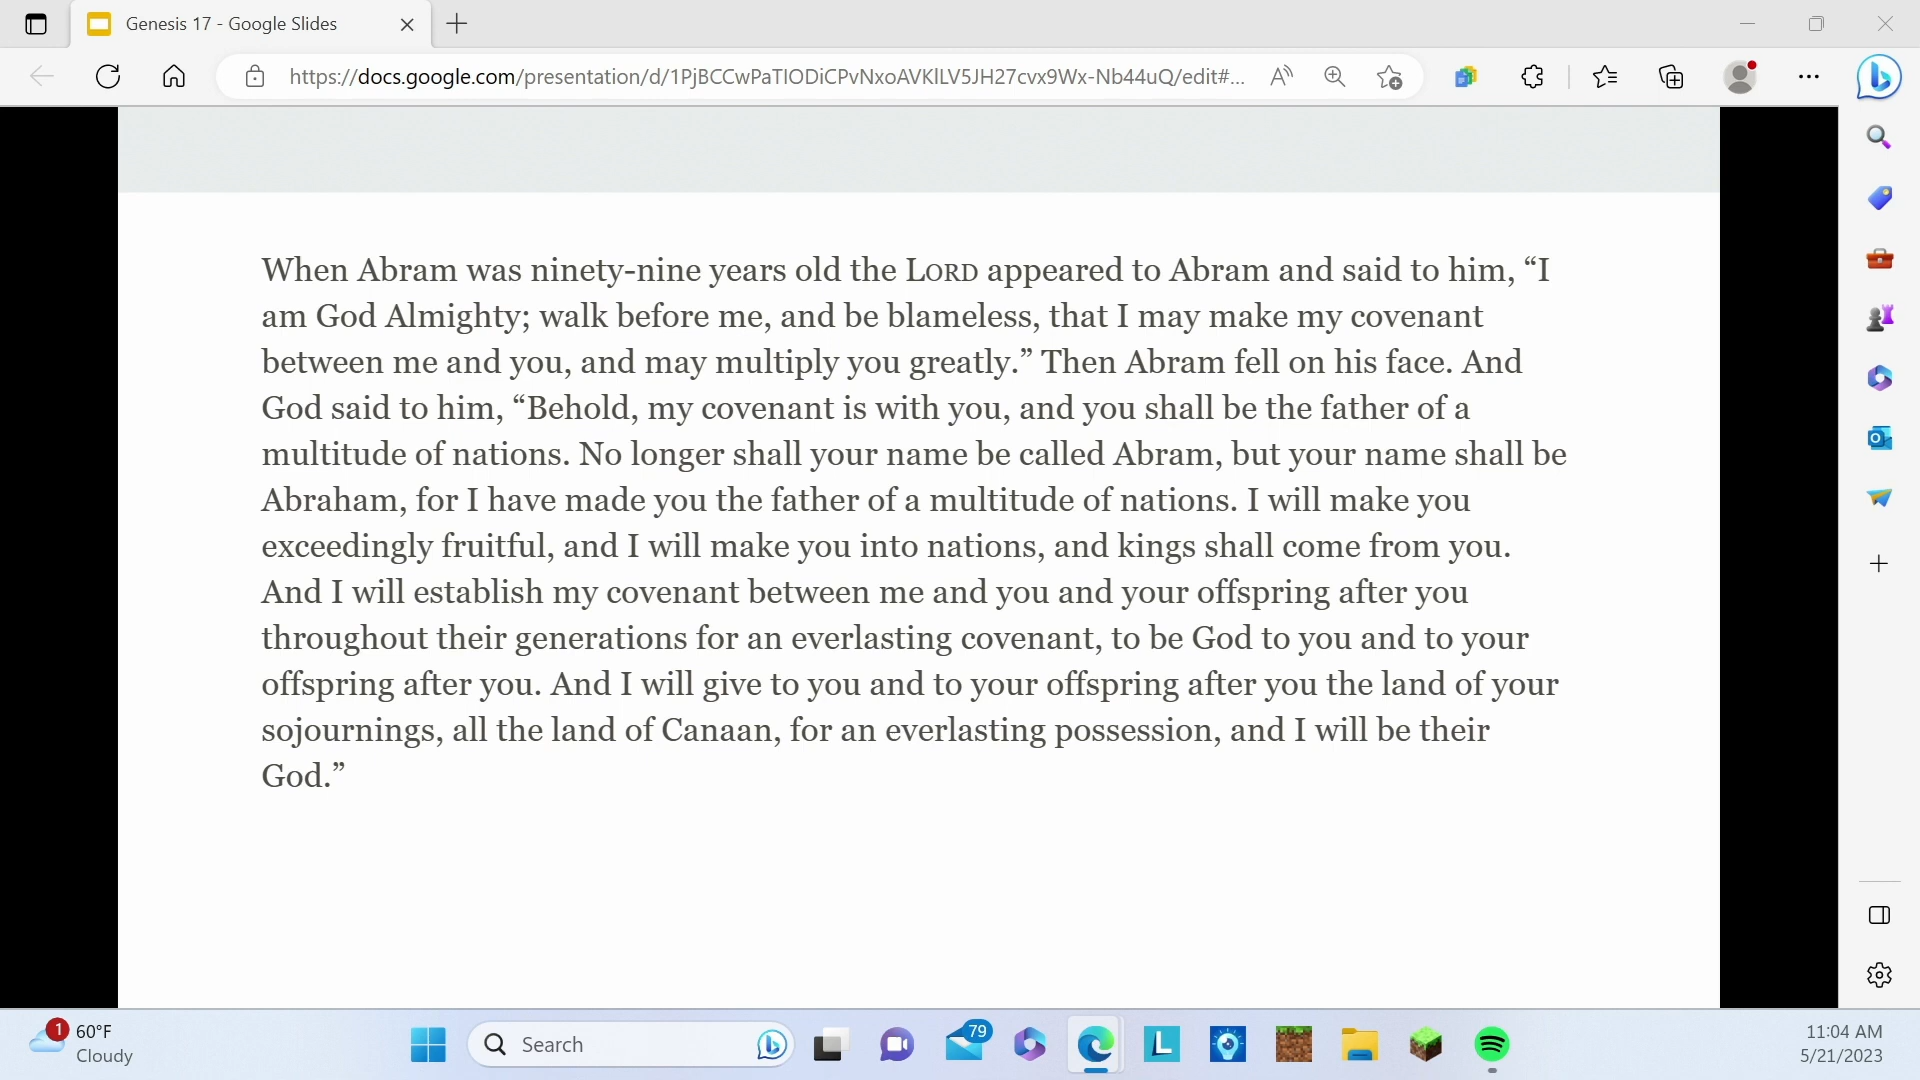 Genesis 17 - Google Slides
https://docs.google.com/presentation/d/1PjBCCwPaTIODiCPvNxoAVKlLV5JH27cvx9Wx-Nb44uQ/edit#...
When Abram was ninety-nine years old the LORD appeared to Abram and said to him, “I
am God Almighty; walk before me, and be blameless, that I may make my covenant
between me and you, and may multiply you greatly.” Then Abram fell on his face. And
God said to him, “Behold, my covenant is with you, and you shall be the father of a
multitude of nations. No longer shall your name be called Abram, but your name shall be
Abraham, for I have made you the father of a multitude of nations. I will make you
exceedingly fruitful, and I will make you into nations, and kings shall come from you.
And I will establish my covenant between me and you and your offspring after you
throughout their generations for an everlasting covenant, to be God to you and to your
offspring after you. And I will give to you and to your offspring after you the land of your
sojournings, all the land of Canaan, for an everlasting possession, and I will be their
God.”
1
60°F
Cloudy
Search
79
11:04 AM
5/21/2023